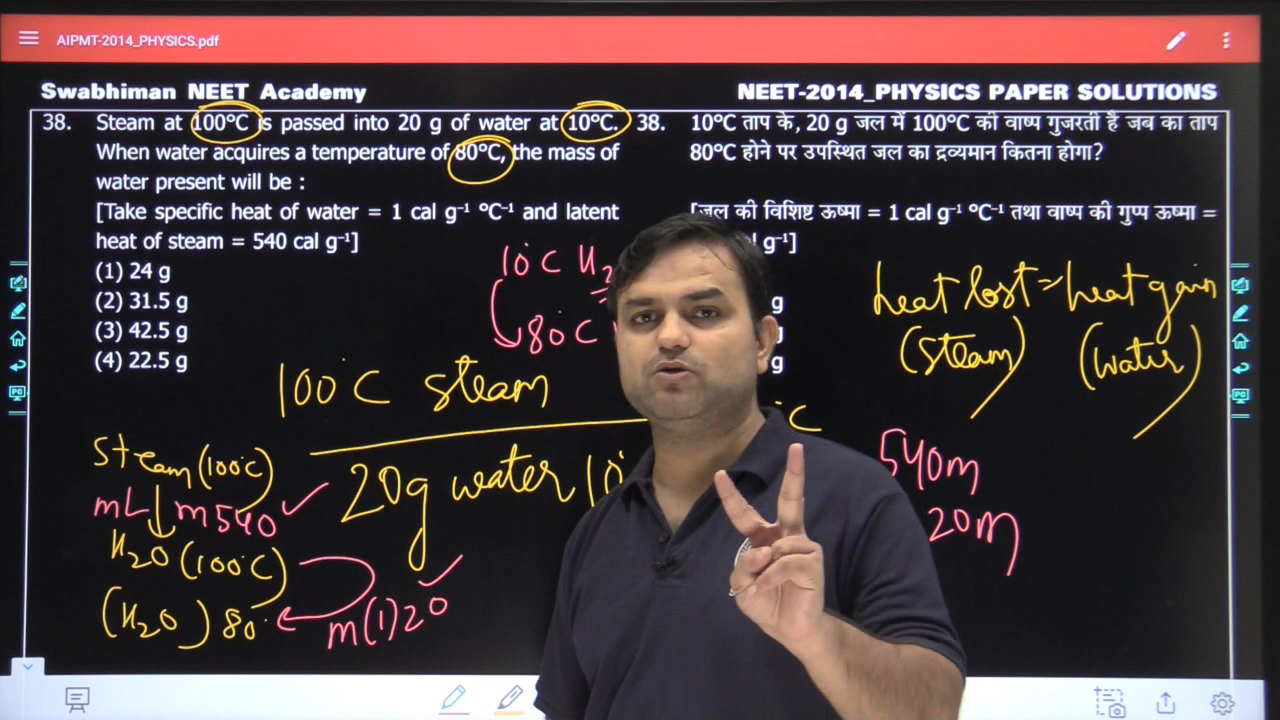 AIPMT-2014_PHYSICS.pdf
Swabhiman NEET Academy
NEET-2014_PHYSICS PAPER SOLUTIONS
38. Steam at 100°C is passed into 20 g of water at 10°C.
When water acquires a temperature of 80°C, the mass of
water present will be :
[Take specific heat of water = 1 cal g⁻¹ °C⁻¹ and latent
heat of steam = 540 cal g⁻¹]
(1) 24 g
(2) 31.5 g
(3) 42.5 g
(4) 22.5 g
38. 10°C ताप के, 20 g जल में 100°C की वाष्प गुजरती है जब का ताप
80°C होने पर उपस्थित जल का द्रव्यमान कितना होगा?
[जल की विशिष्ट ऊष्मा = 1 cal g⁻¹ °C⁻¹ तथा वाष्प की गुप्प ऊष्मा =
g⁻¹]
g
g
g
10°C H₂
80°C
heat lost = heat gain
(steam) (water)
100°C steam
20g water 10°
°C
steam (100°C)
mL m540
H₂O (100°C)
(H₂O) 80°
m(1)20
540m
20m
PC
PC